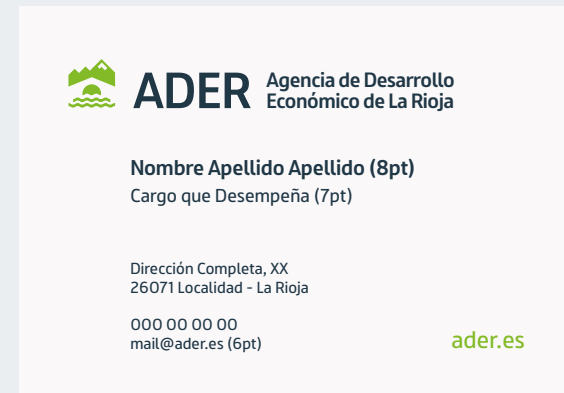 ADER
Agencia de Desarrollo
Económico de La Rioja
Nombre Apellido Apellido (8pt)
Cargo que Desempeña (7pt)
Dirección Completa, XX
26071 Localidad - La Rioja
000 00 00 00
mail@ader.es (6pt)
ader.es